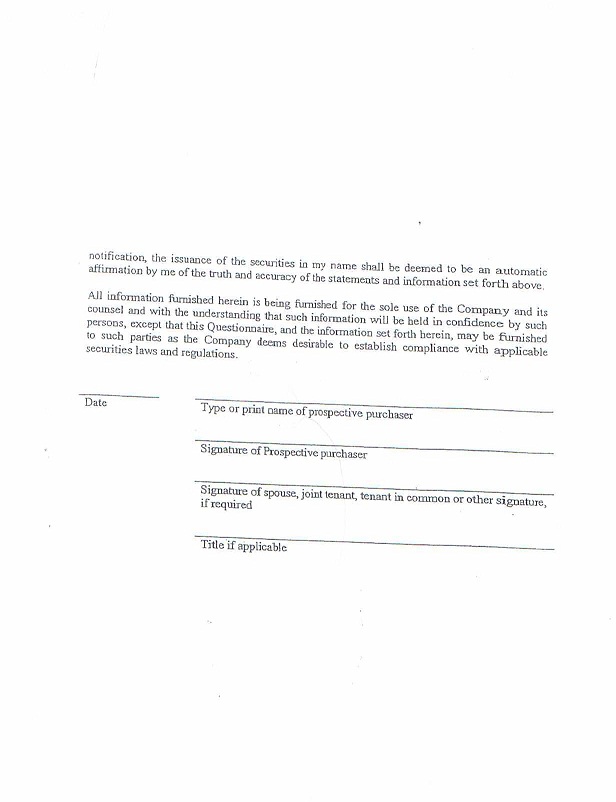 notification, the issuance of the securities in my name shall be deemed to be an automatic
affirmation by me of the truth and accuracy of the statements and information set forth above.
All information furnished herein is being furnished for the sole use of the Company and its
counsel and with the understanding that such information will be held in confidence by such
persons, except that this Questionnaire, and the information set forth herein, may be furnished
to such parties as the Company deems desirable to establish compliance with applicable
securities laws and regulations.
Date
Type or print name of prospective purchaser
Signature of Prospective purchaser
Signature of spouse, joint tenant, tenant in common or other signature,
if required
Title if applicable